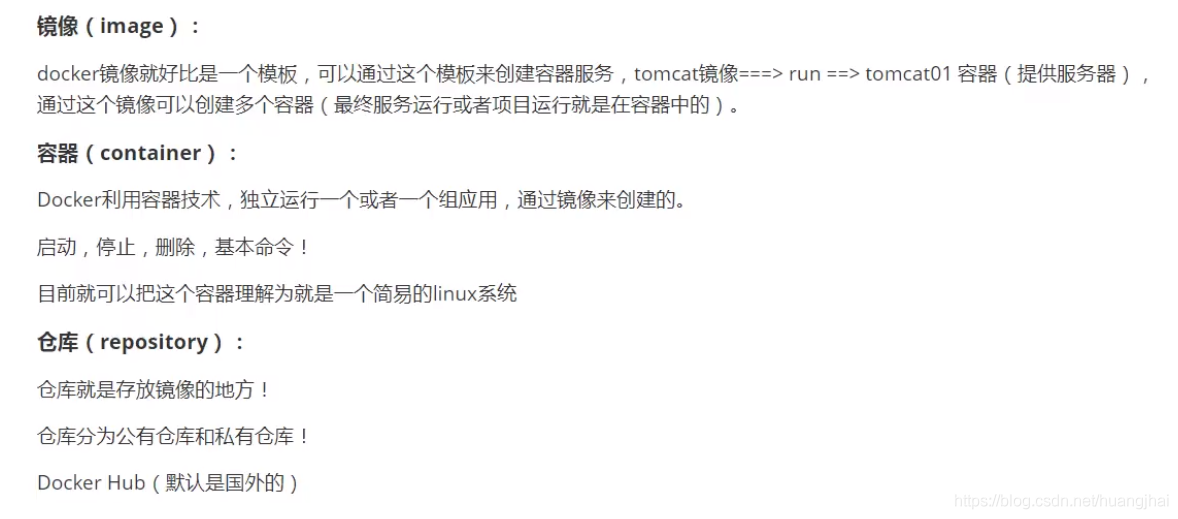 镜像（image）：
docker镜像就好比是一个模板，可以通过这个模板来创建容器服务，tomcat镜像===> run ==> tomcat01 容器（提供服务器），
通过这个镜像可以创建多个容器（最终服务运行或者项目运行就是在容器中的）。
容器（container）：
Docker利用容器技术，独立运行一个或者一个组应用，通过镜像来创建的。
启动，停止，删除，基本命令！
目前就可以把这个容器理解为就是一个简易的linux系统
仓库（repository）：
仓库就是存放镜像的地方！
仓库分为公有仓库和私有仓库！
Docker Hub（默认是国外的）
https://blog.csdn.net/huangjhai